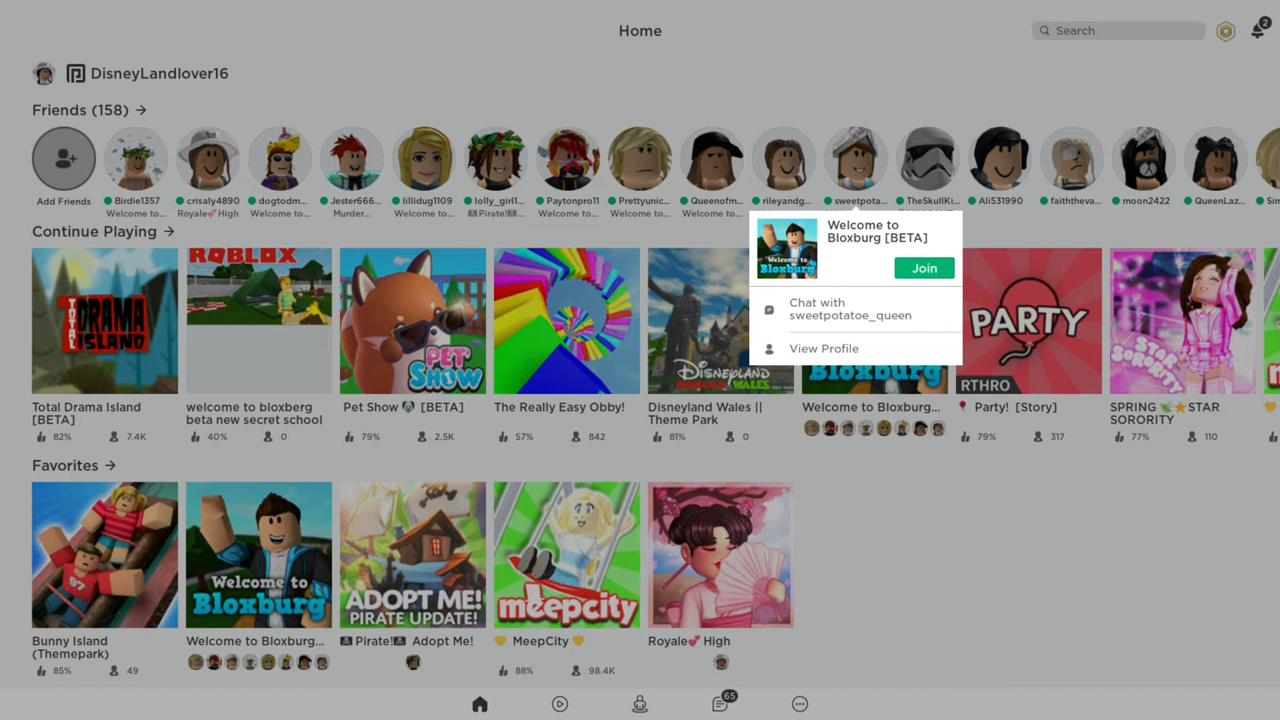 Home
Search
2
DisneyLandlover16
Friends (158)
Add Friends
Birdie1357
Welcome to...
crisaly4890
Royale💕High
dogtodm...
Welcome to...
Jester666...
Murder...
lillidug1109
Welcome to...
lolly_girl1...
Pirate!
Paytonpro11
Welcome to...
Prettyunic...
Welcome to...
Queenofm...
Welcome to...
rileyandg...
sweetpota...
TheSkullKi...
Ali531990
faiththeva...
moon2422
QueenLaz...
Welcome to
Bloxburg [BETA]
Join
Chat with
sweetpotatoe_queen
View Profile
Continue Playing
TOTAL
DRAMA
ISLAND
ROBLOX
PET
SHOW
DISNEYLAND
ROBLOX WALES
Welcome to
Bloxburg
Bloxburg
PARTY
RTHRO
STAR
SORORITY
Total Drama Island
[BETA]
82% 7.4K
welcome to bloxberg
beta new secret school
40% 0
Pet Show 🐶 [BETA]
79% 2.5K
The Really Easy Obby!
57% 842
Disneyland Wales ||
Theme Park
81% 0
Welcome to Bloxburg...
🎈 Party! [Story]
79% 317
SPRING 🍃⭐STAR
SORORITY
77% 110
Favorites
97
Welcome to
Bloxburg
ADOPT ME!
PIRATE UPDATE!
meepcity
Bunny Island
(Themepark)
85% 49
Welcome to Bloxburg...
Pirate! Adopt Me!
💛 MeepCity 💛
88% 98.4K
Royale💕High
65